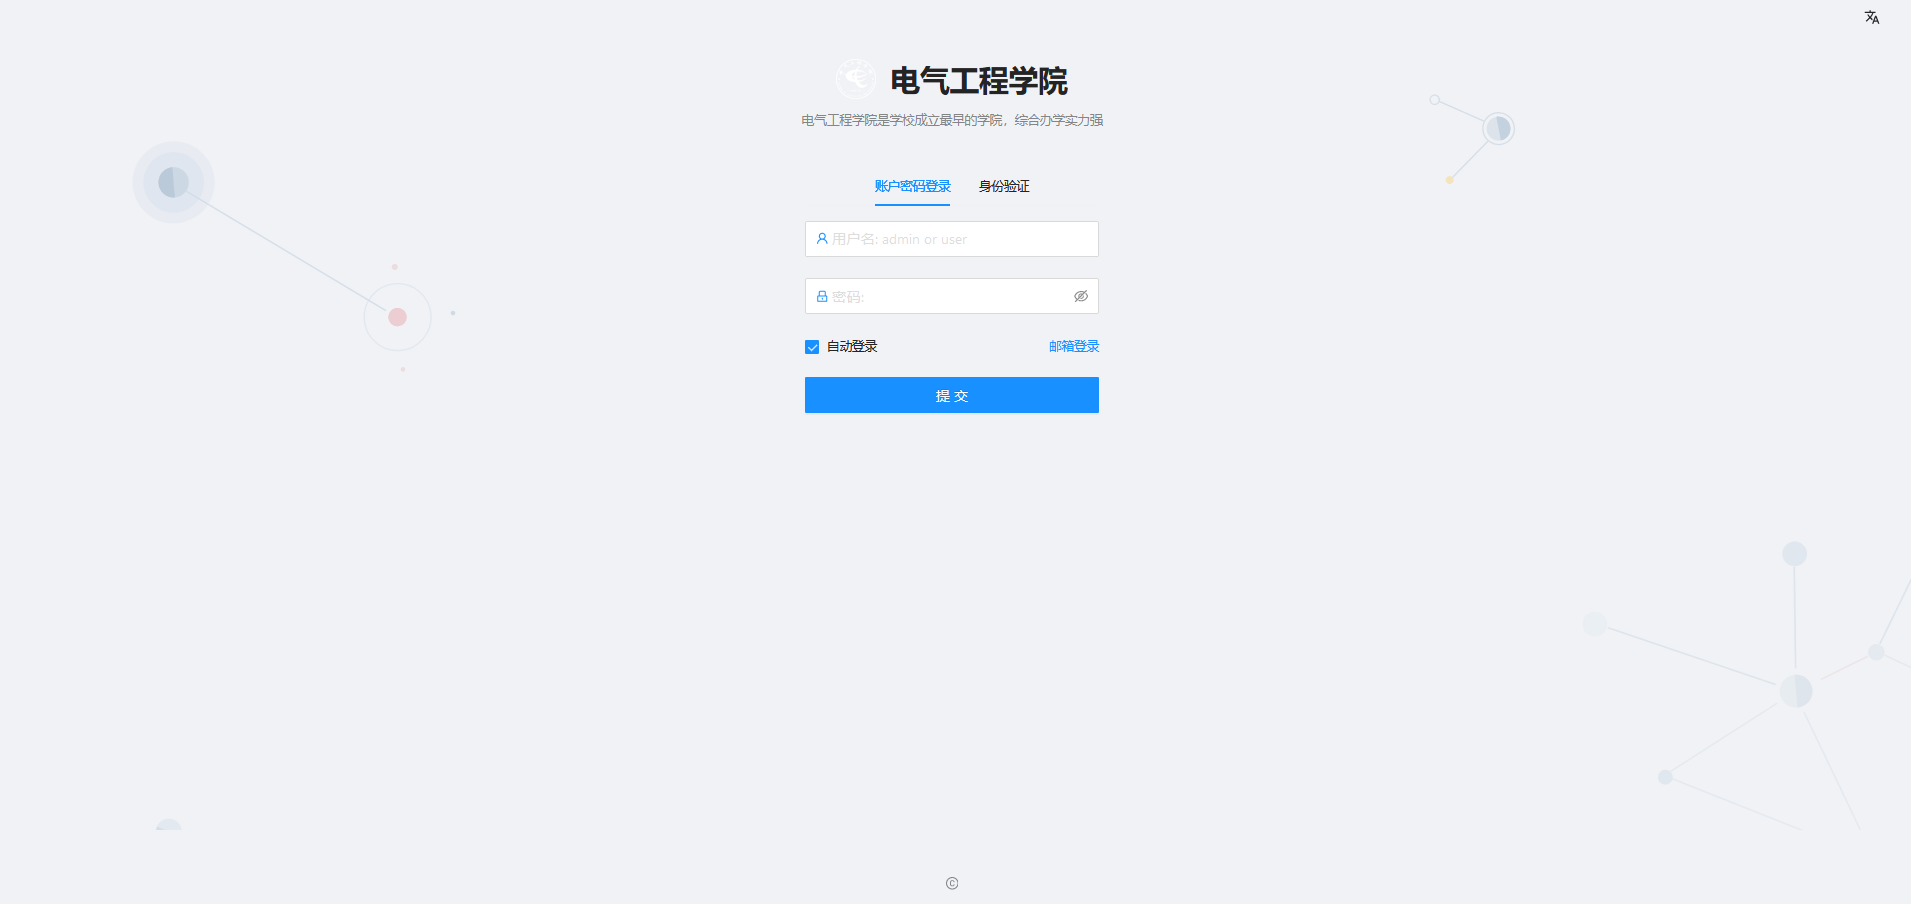 电气工程学院
电气工程学院是学校成立最早的学院，综合办学实力强
账户密码登录 身份验证
用户名: admin or user
密码:
自动登录 邮箱登录
提 交
©